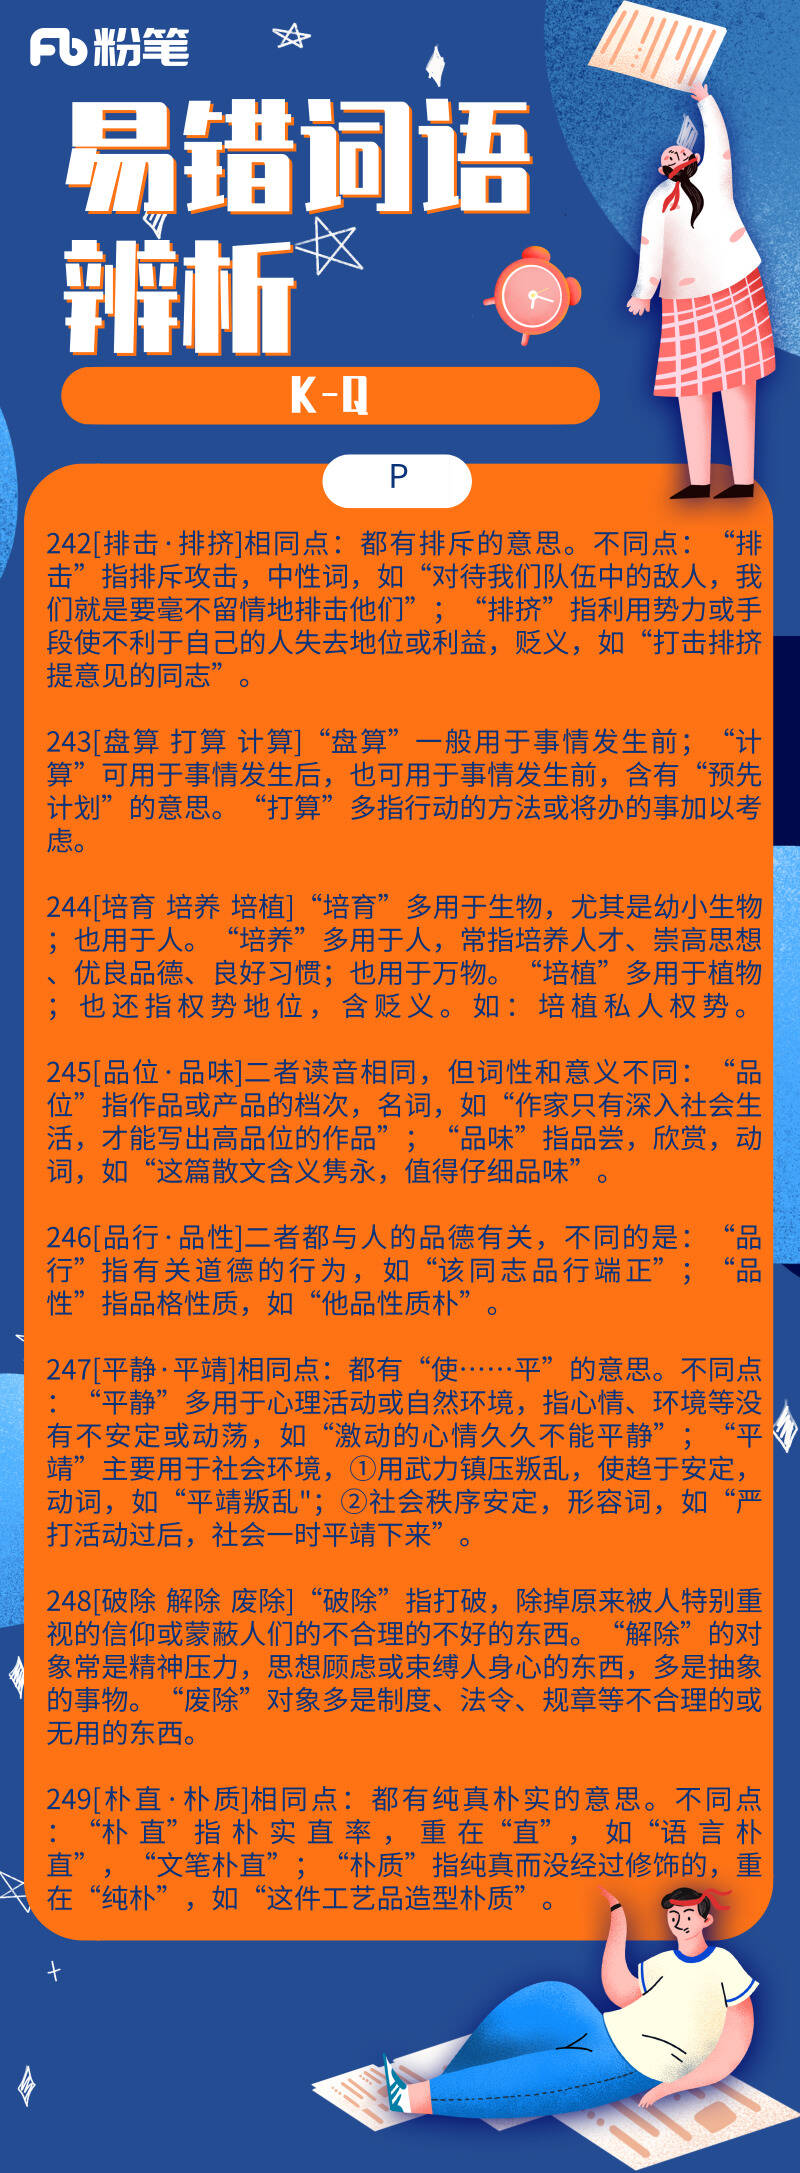 Fb粉笔
易错词语
辨析
K-Q
P
242[排击·排挤]相同点：都有排斥的意思。不同点：“排
击”指排斥攻击，中性词，如“对待我们队伍中的敌人，我
们就是要毫不留情地排击他们”；“排挤”指利用势力或手
段使不利于自己的人失去地位或利益，贬义，如“打击排挤
提意见的同志”。
243[盘算 打算 计算]“盘算”一般用于事情发生前；“计
算”可用于事情发生后，也可用于事情发生前，含有“预先
计划”的意思。“打算”多指行动的方法或将办的事加以考
虑。
244[培育 培养 培植]“培育”多用于生物，尤其是幼小生物
；也用于人。“培养”多用于人，常指培养人才、崇高思想
、优良品德、良好习惯；也用于万物。“培植”多用于植物
；也还指权势地位，含贬义。如：培植私人权势。
245[品位·品味]二者读音相同，但词性和意义不同：“品
位”指作品或产品的档次，名词，如“作家只有深入社会生
活，才能写出高品位的作品”；“品味”指品尝，欣赏，动
词，如“这篇散文含义隽永，值得仔细品味”。
246[品行·品性]二者都与人的品德有关，不同的是：“品
行”指有关道德的行为，如“该同志品行端正”；“品
性”指品格性质，如“他品性质朴”。
247[平静·平靖]相同点：都有“使……平”的意思。不同点
：“平静”多用于心理活动或自然环境，指心情、环境等没
有不安定或动荡，如“激动的心情久久不能平静”；“平
靖”主要用于社会环境，①用武力镇压叛乱，使趋于安定，
动词，如“平靖叛乱"；②社会秩序安定，形容词，如“严
打活动过后，社会一时平靖下来”。
248[破除 解除 废除]“破除”指打破，除掉原来被人特别重
视的信仰或蒙蔽人们的不合理的不好的东西。“解除”的对
象常是精神压力，思想顾虑或束缚人身心的东西，多是抽象
的事物。“废除”对象多是制度、法令、规章等不合理的或
无用的东西。
249[朴直·朴质]相同点：都有纯真朴实的意思。不同点
：“朴直”指朴实直率，重在“直”，如“语言朴
直”，“文笔朴直”；“朴质”指纯真而没经过修饰的，重
在“纯朴”，如“这件工艺品造型朴质”。